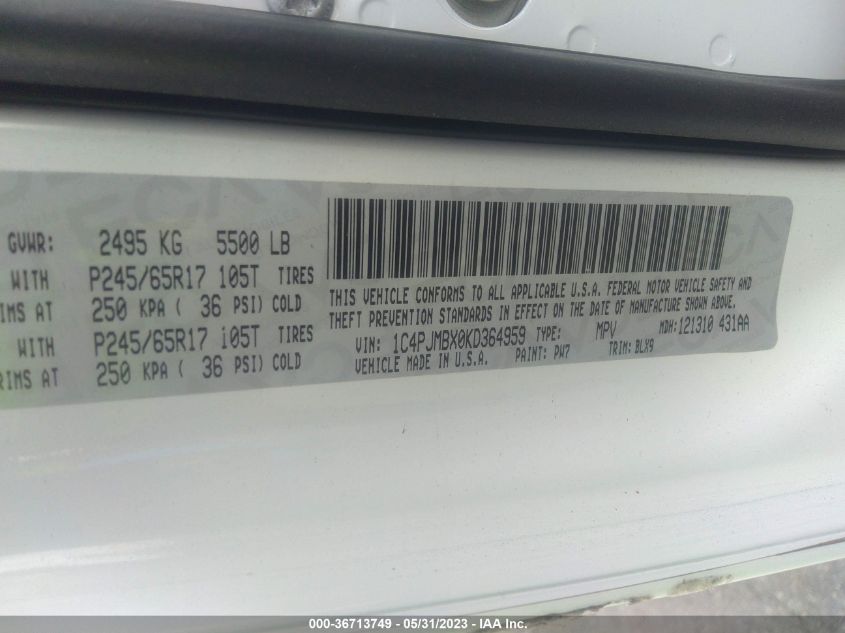 GVWR: 2495 KG 5500 LB
WITH P245/65R17 105T TIRES
RIMS AT 250 KPA ( 36 PSI) COLD
WITH P245/65R17 105T TIRES
RIMS AT 250 KPA ( 36 PSI) COLD
THIS VEHICLE CONFORMS TO ALL APPLICABLE U.S.A. FEDERAL MOTOR VEHICLE SAFETY AND
THEFT PREVENTION STANDARDS IN EFFECT ON THE DATE OF MANUFACTURE SHOWN ABOVE.
VIN: 1C4PJMBX0KD364959 TYPE: MPV MDH:121310 431AA
VEHICLE MADE IN U.S.A. PAINT: PW7 TRIM: BLX9
000-36713749 - 05/31/2023 - IAA Inc.